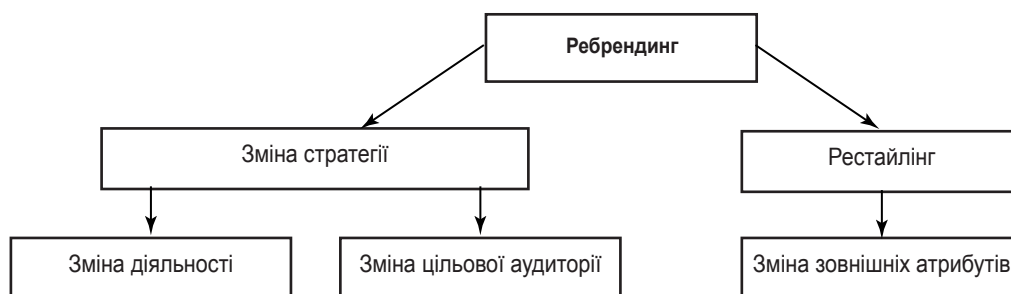 Ребрендинг
Зміна стратегії
Рестайлінг
Зміна діяльності
Зміна цільової аудиторії
Зміна зовнішніх атрибутів